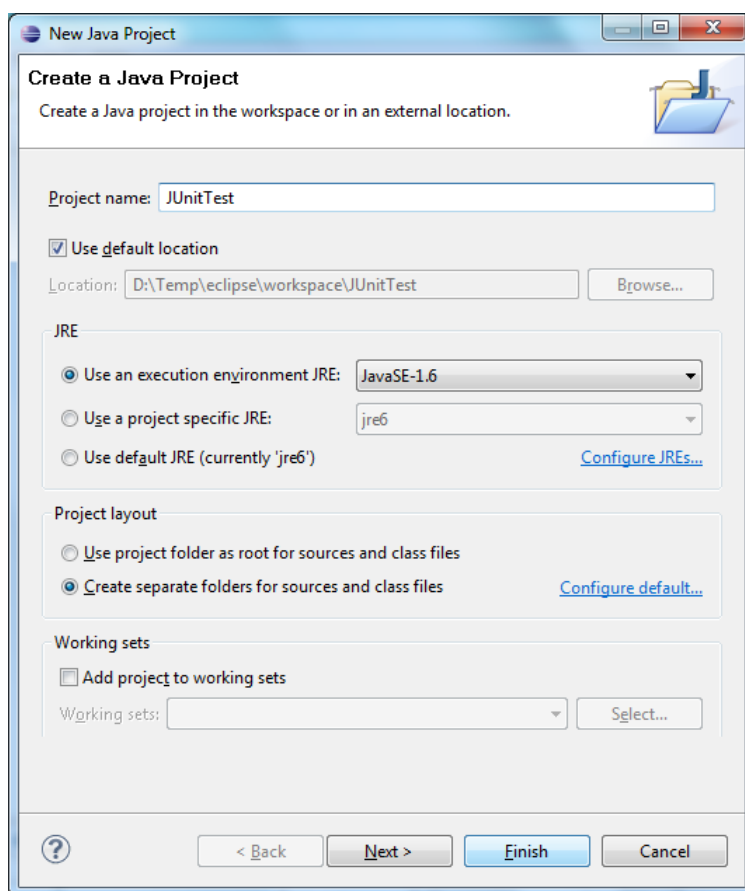 New Java Project
Create a Java Project
Create a Java project in the workspace or in an external location.
Project name: JUnitTest
Use default location
Location: D:\Temp\eclipse\workspace\JUnitTest Browse...
JRE
Use an execution environment JRE: JavaSE-1.6
Use a project specific JRE: jre6
Use default JRE (currently 'jre6') Configure JREs...
Project layout
Use project folder as root for sources and class files
Create separate folders for sources and class files Configure default...
Working sets
Add project to working sets
Working sets: Select...
? < Back Next > Finish Cancel